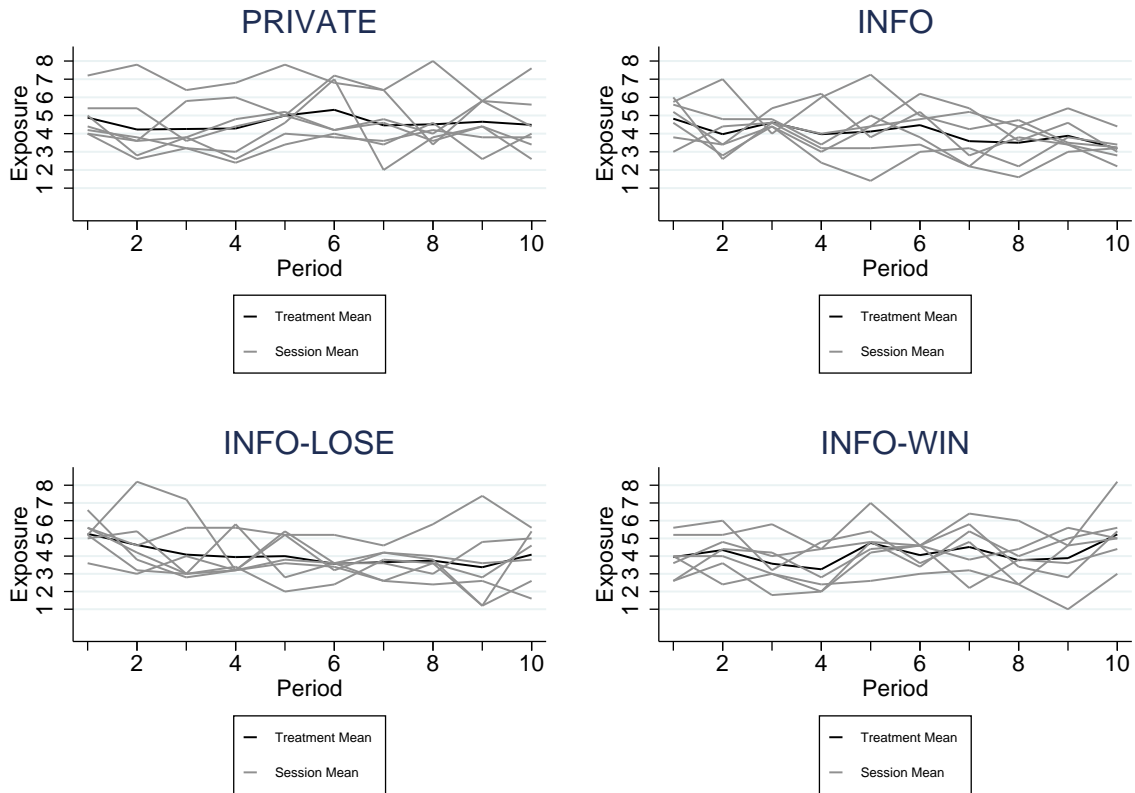 PRIVATE
Exposure
8
7
6
5
4
3
2
1
2 4 6 8 10
Period
Treatment Mean
Session Mean
INFO
Exposure
8
7
6
5
4
3
2
1
2 4 6 8 10
Period
Treatment Mean
Session Mean
INFO-LOSE
Exposure
8
7
6
5
4
3
2
1
2 4 6 8 10
Period
Treatment Mean
Session Mean
INFO-WIN
Exposure
8
7
6
5
4
3
2
1
2 4 6 8 10
Period
Treatment Mean
Session Mean